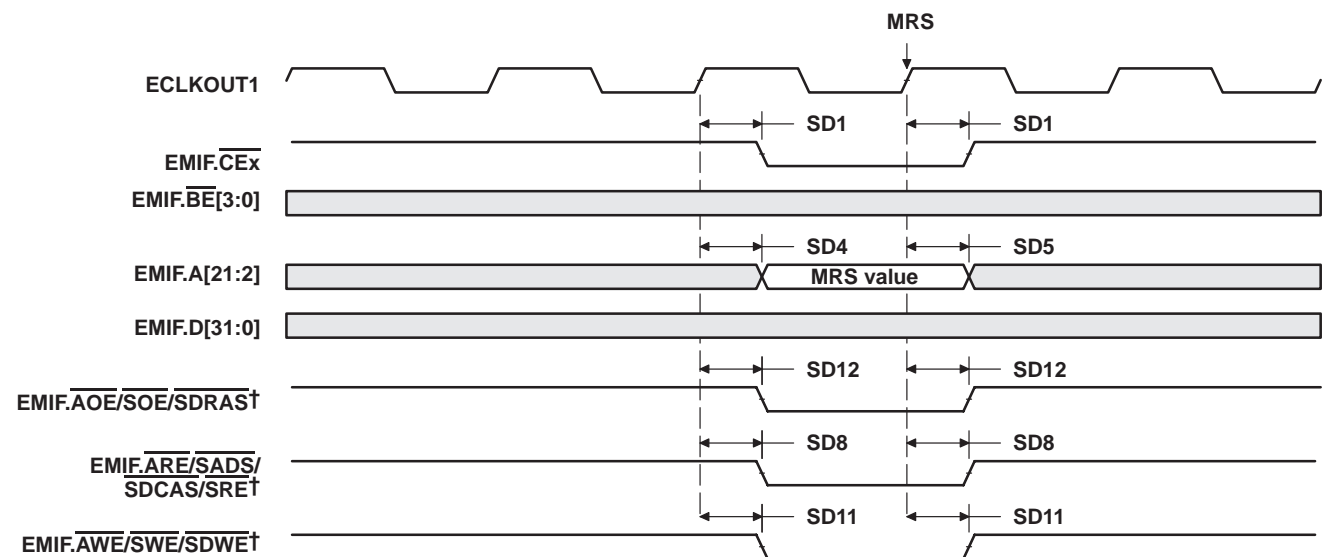 MRS
ECLKOUT1
SD1 SD1
EMIF.CEx
EMIF.BE[3:0]
SD4 SD5
EMIF.A[21:2] MRS value
EMIF.D[31:0]
SD12 SD12
EMIF.AOE/SOE/SDRAS†
SD8 SD8
EMIF.ARE/SADS/
SDCAS/SRE†
SD11 SD11
EMIF.AWE/SWE/SDWE†